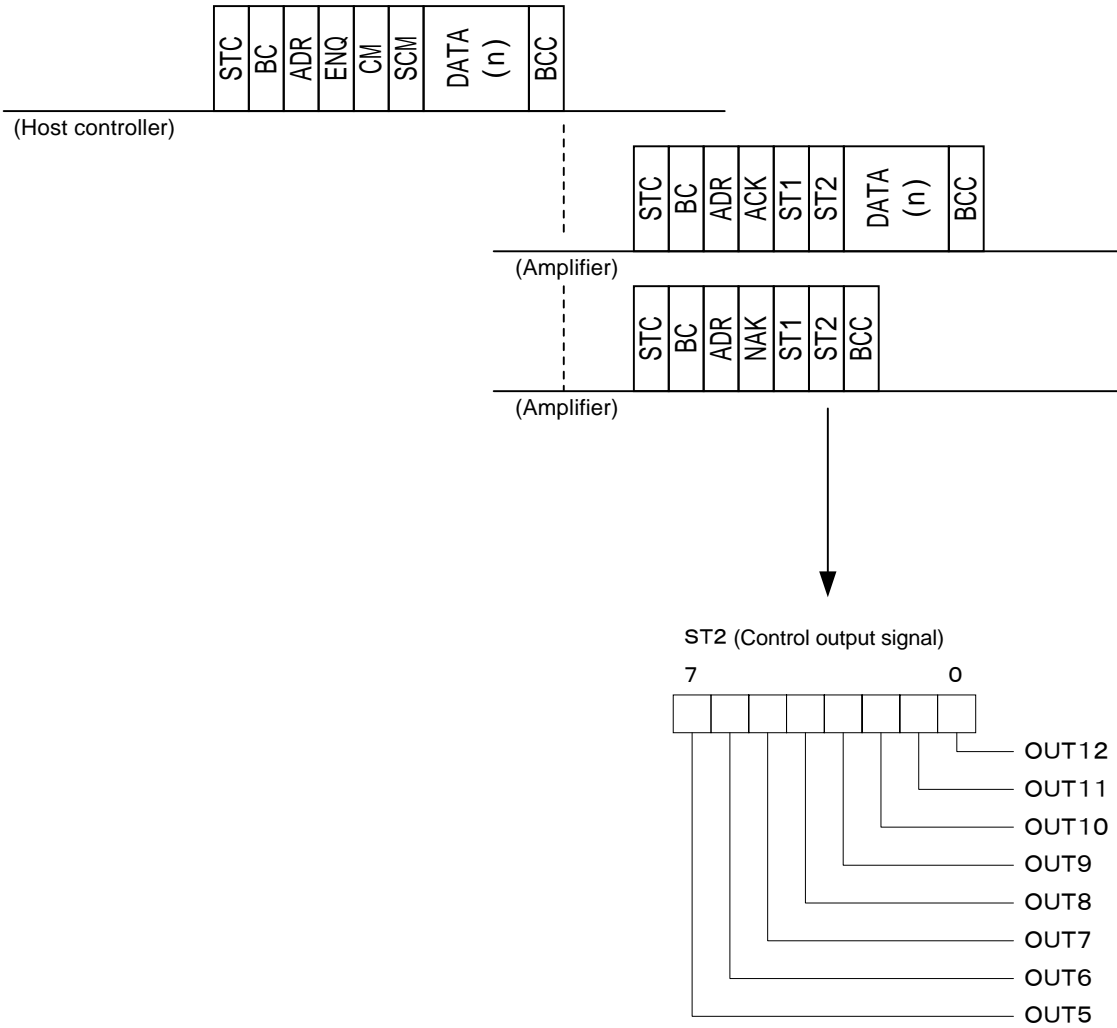 STC BC ADR ENQ CM SCM DATA (n) BCC
(Host controller)
STC BC ADR ACK ST1 ST2 DATA (n) BCC
(Amplifier)
STC BC ADR NAK ST1 ST2 BCC
(Amplifier)
ST2 (Control output signal)
7 0
OUT12
OUT11
OUT10
OUT9
OUT8
OUT7
OUT6
OUT5